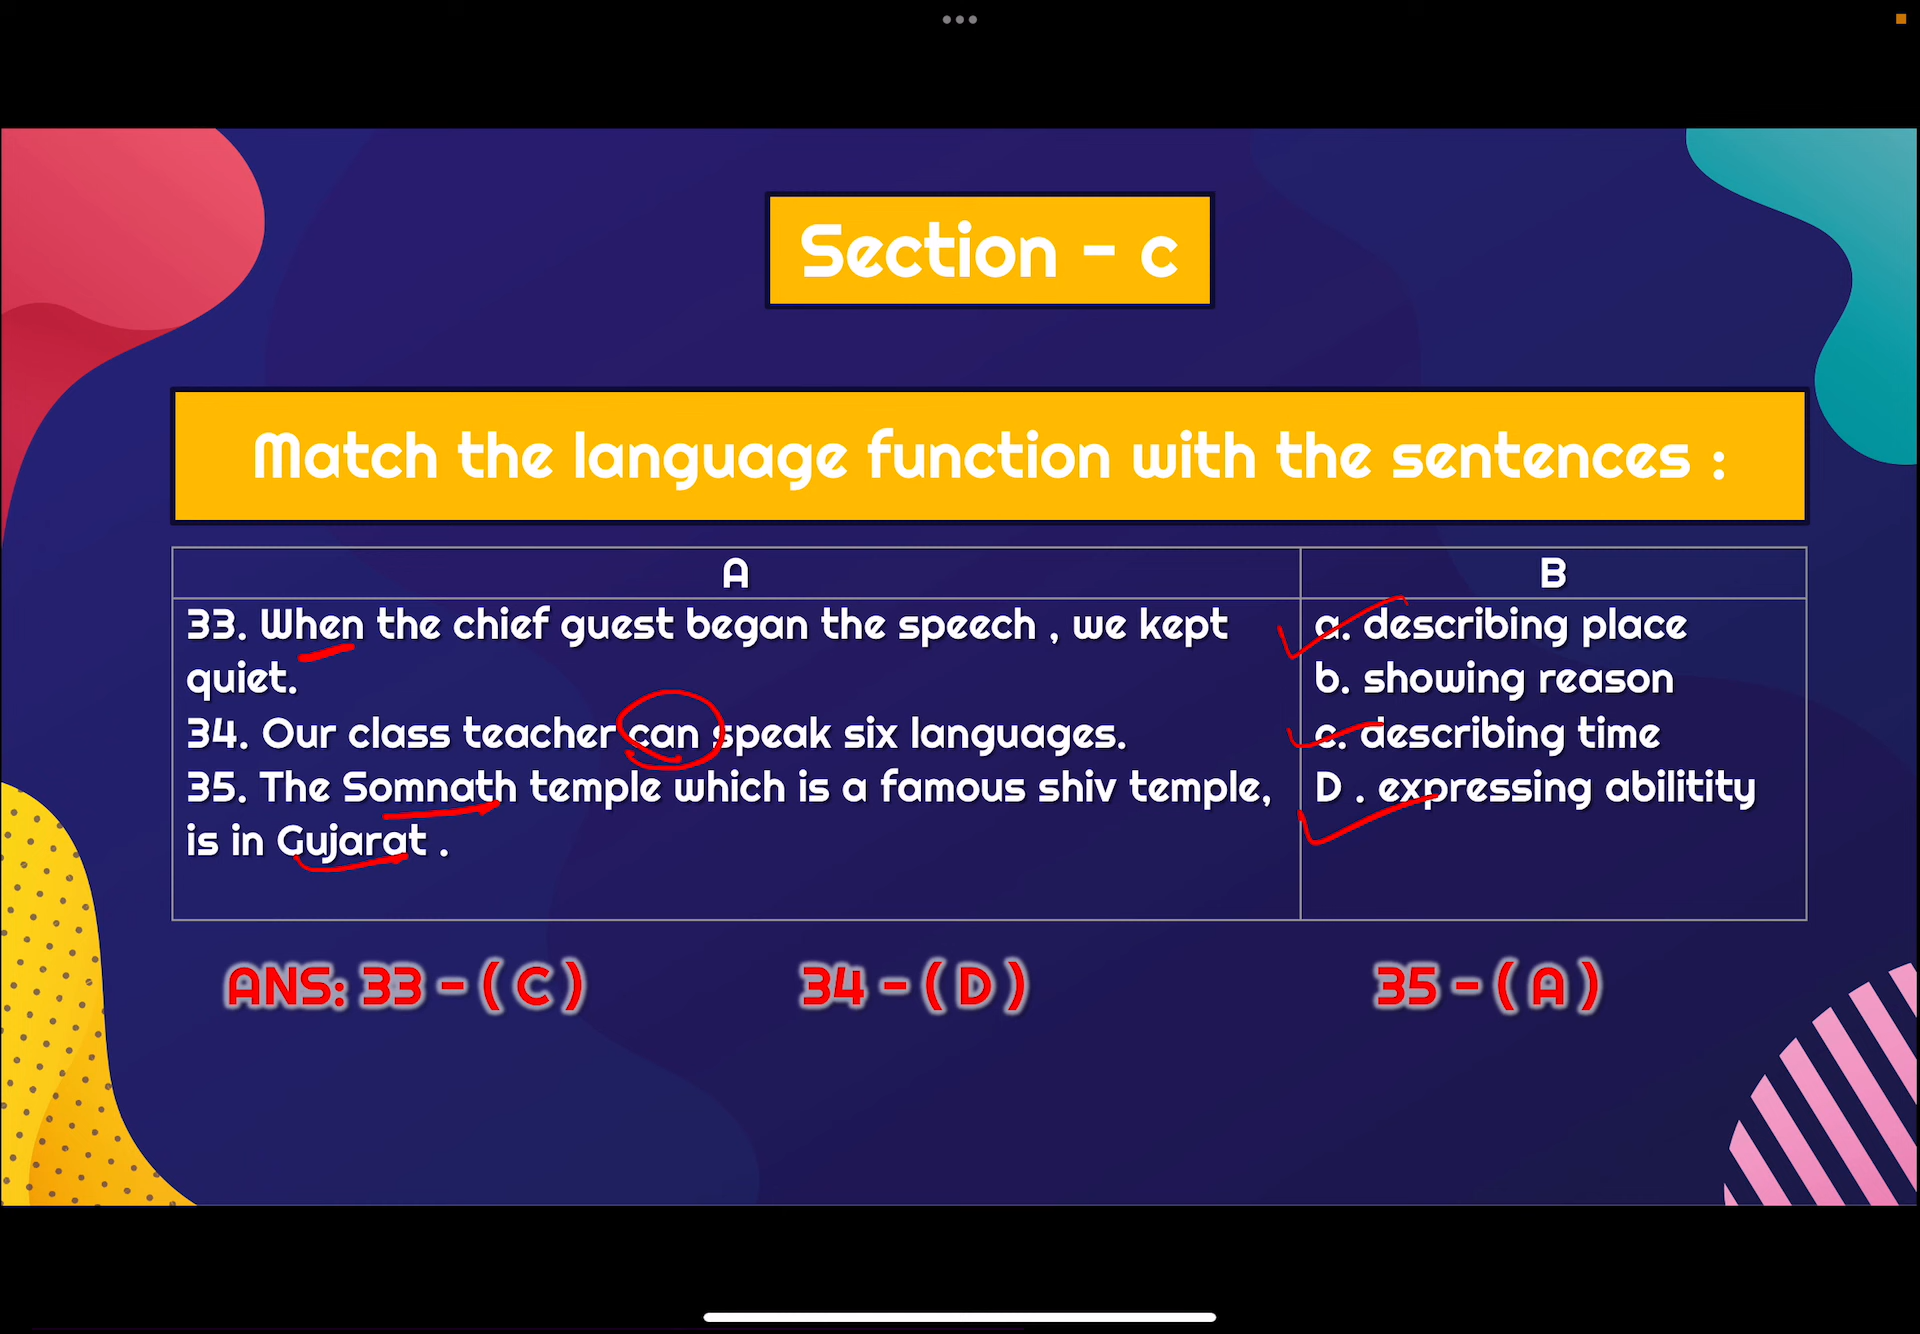 Section - c
Match the language function with the sentences :
A
B
33. When the chief guest began the speech , we kept
quiet.
34. Our class teacher can speak six languages.
35. The Somnath temple which is a famous shiv temple,
is in Gujarat .
a. describing place
b. showing reason
c. describing time
D . expressing abilitity
ANS: 33 - ( C )
34 - ( D )
35 - ( A )